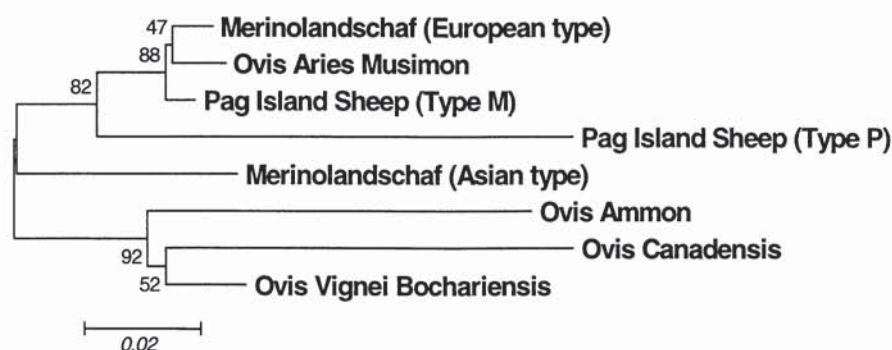 47
Merinolandschaf (European type)
88
Ovis Aries Musimon
82
Pag Island Sheep (Type M)
Pag Island Sheep (Type P)
Merinolandschaf (Asian type)
Ovis Ammon
92
Ovis Canadensis
52
Ovis Vignei Bochariensis
0.02